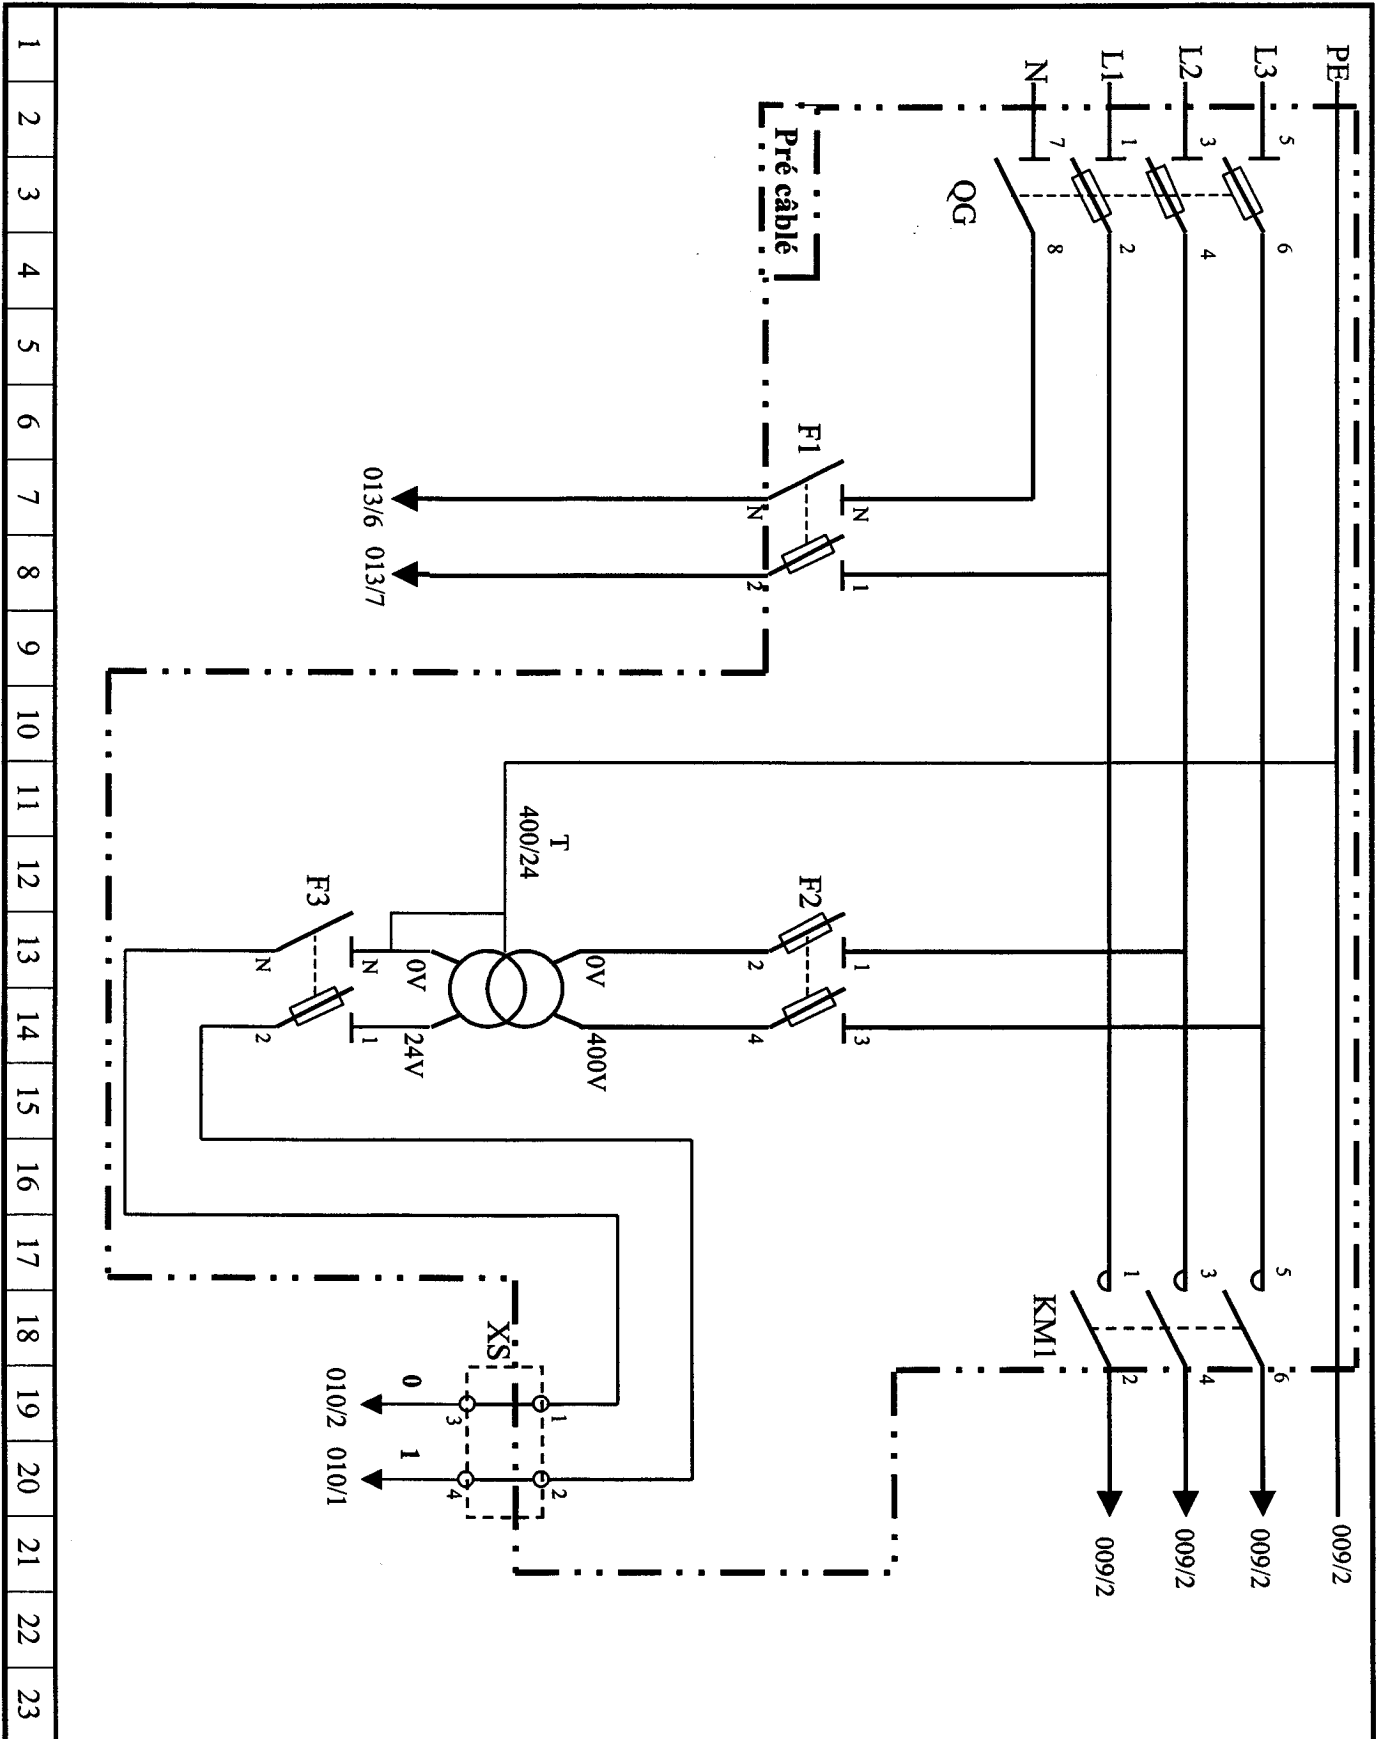 PE 009/2
L3 5 6 5 6 009/2
L2 3 4 3 4 009/2
L1 1 2 1 2 009/2
N 7 8
QG
KM1
Pré câblé
F1
N 1
N 2
013/6 013/7
F2
1 3
2 4
0V 400V
T
400/24
0V 24V
F3
N 1
N 2
XS
1 2
3 4
0 1
010/2 010/1
1 2 3 4 5 6 7 8 9 10 11 12 13 14 15 16 17 18 19 20 21 22 23